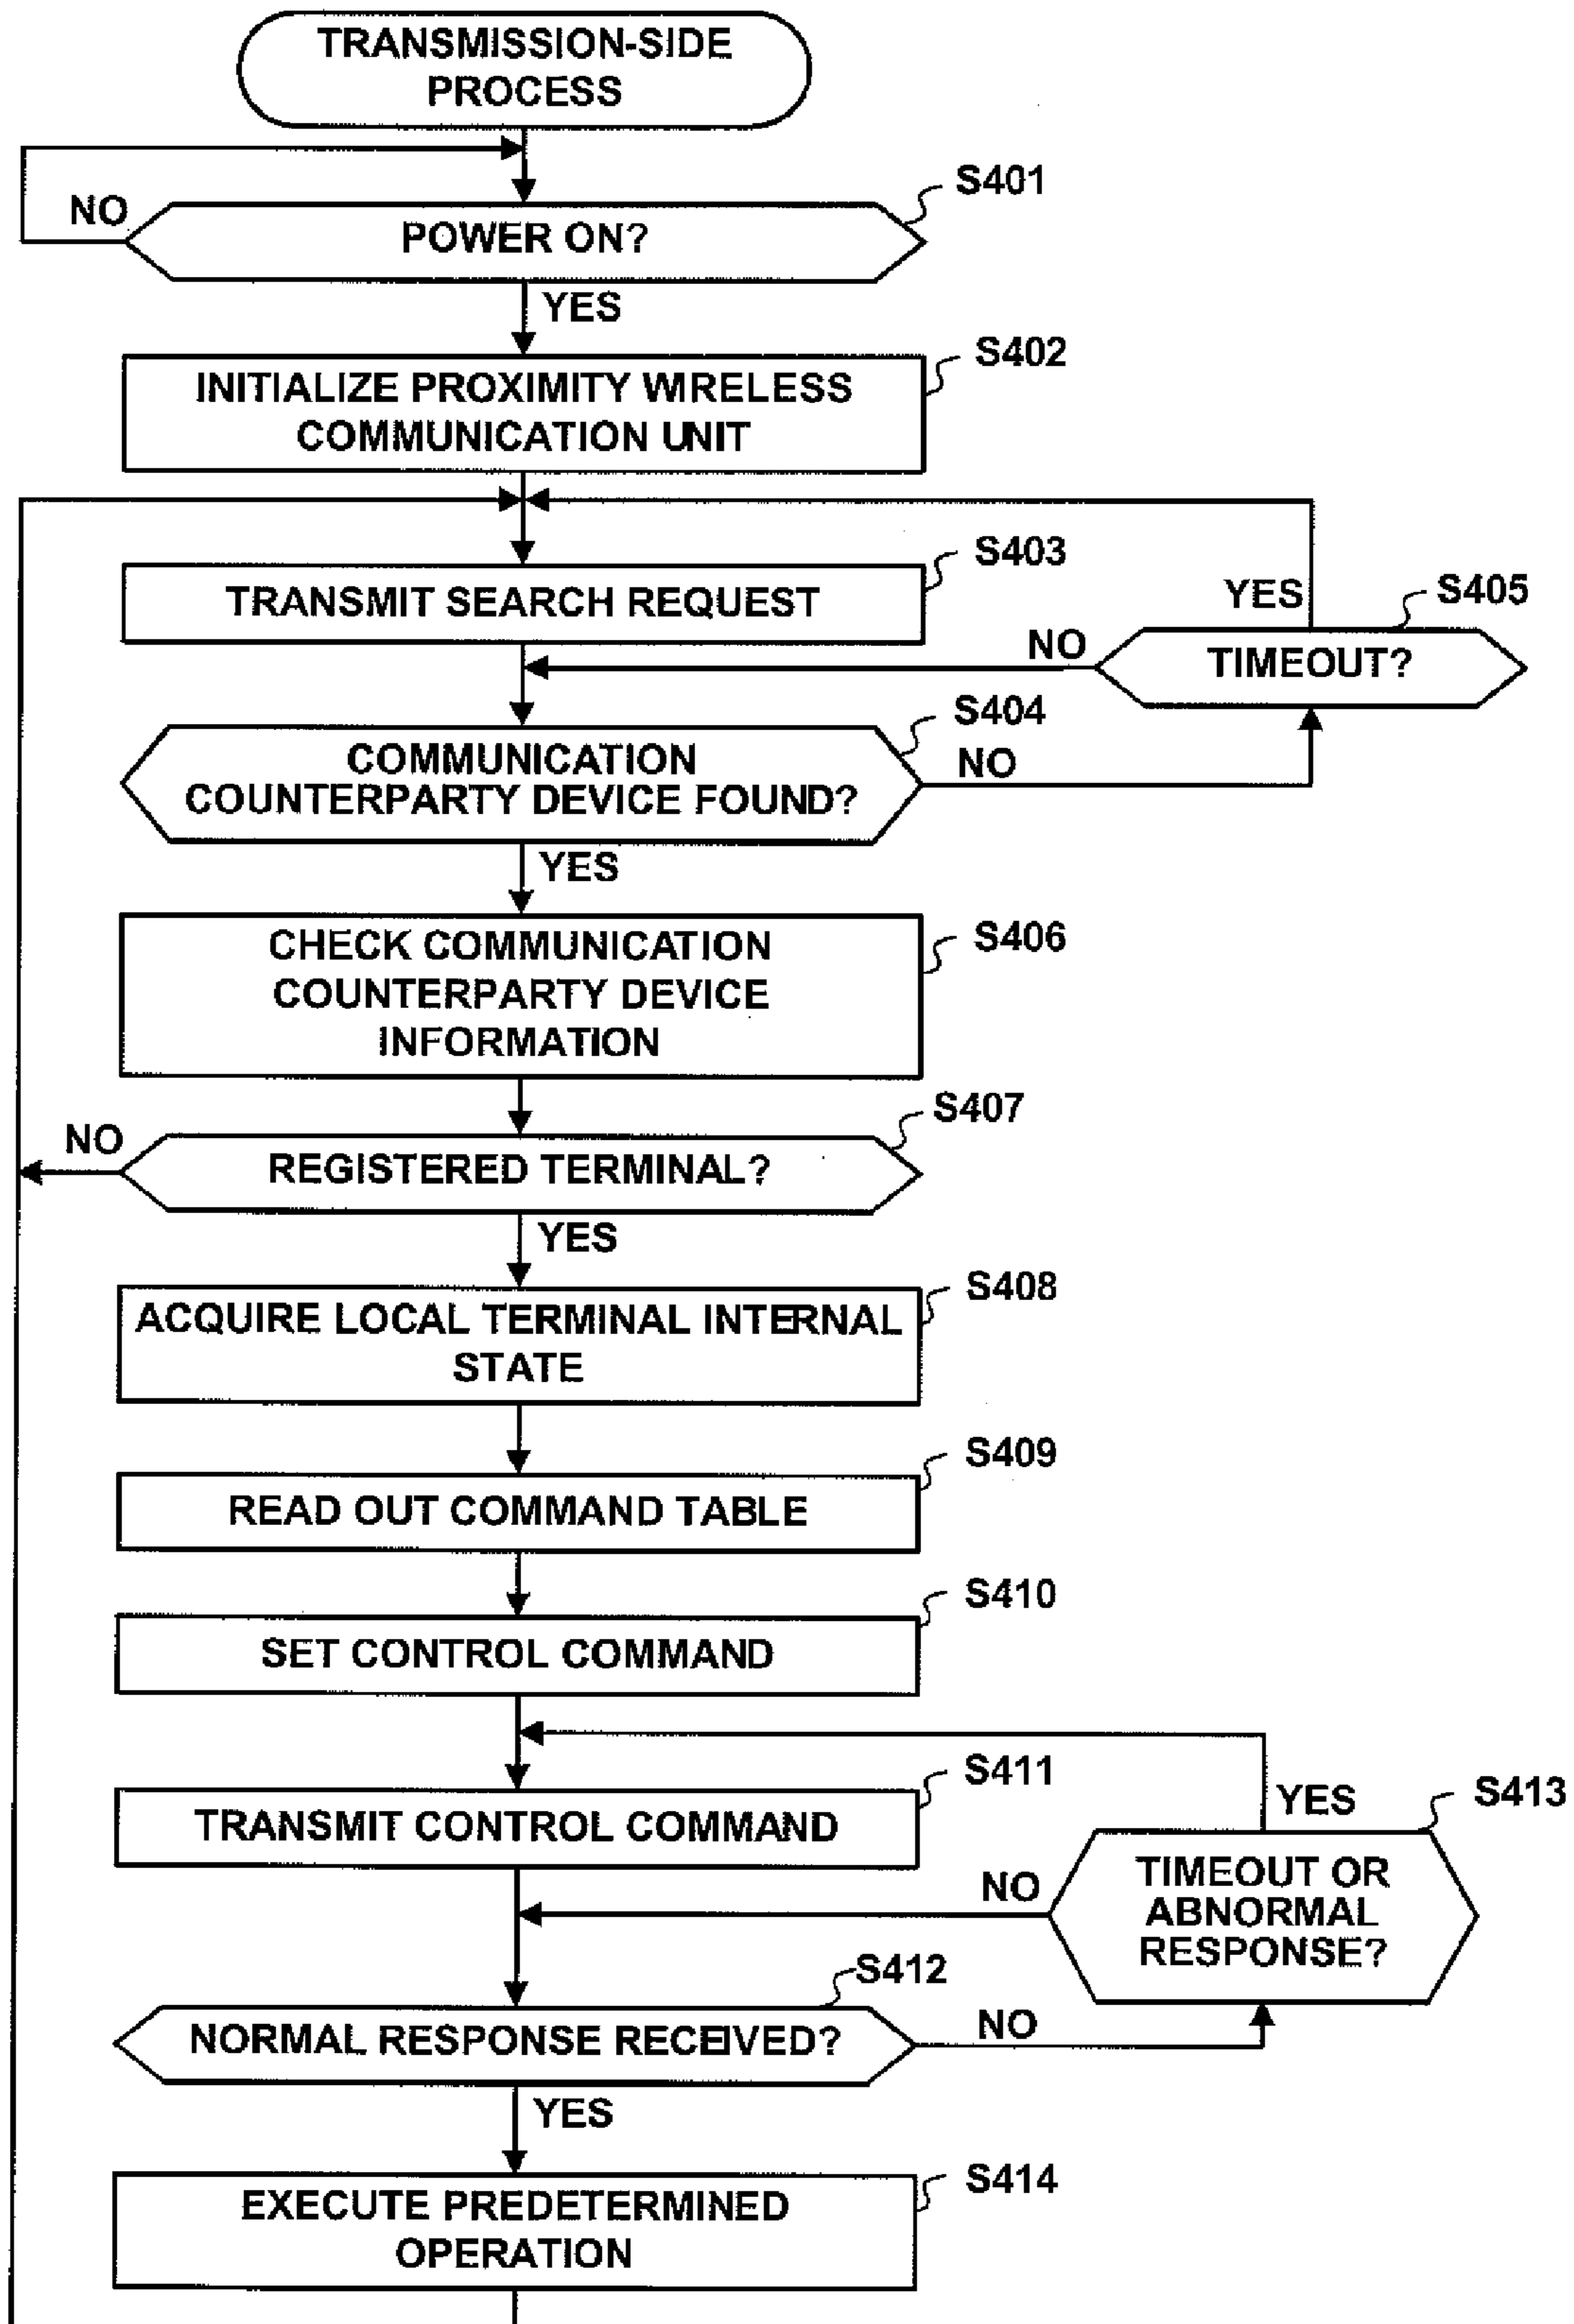 TRANSMISSION-SIDE
PROCESS
S401
NO
POWER ON?
YES
S402
INITIALIZE PROXIMITY WIRELESS
COMMUNICATION UNIT
S403
TRANSMIT SEARCH REQUEST
YES
S405
NO
TIMEOUT?
S404
COMMUNICATION
COUNTERPARTY DEVICE FOUND?
NO
YES
S406
CHECK COMMUNICATION
COUNTERPARTY DEVICE
INFORMATION
S407
NO
REGISTERED TERMINAL?
YES
S408
ACQUIRE LOCAL TERMINAL INTERNAL
STATE
S409
READ OUT COMMAND TABLE
S410
SET CONTROL COMMAND
S411
TRANSMIT CONTROL COMMAND
YES
S413
NO
TIMEOUT OR
ABNORMAL
RESPONSE?
S412
NORMAL RESPONSE RECEIVED?
NO
YES
S414
EXECUTE PREDETERMINED
OPERATION